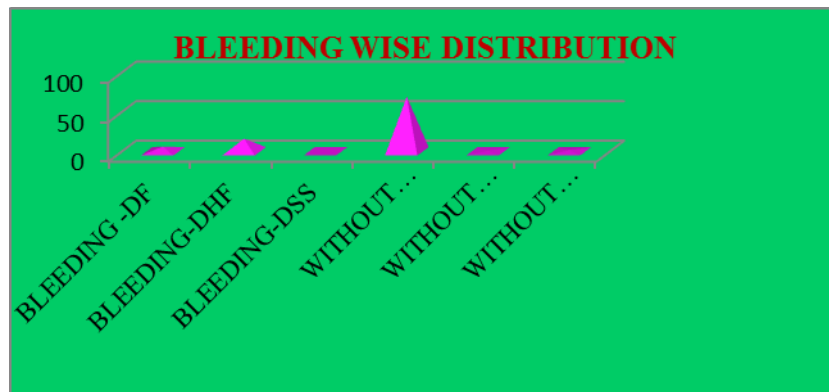 BLEEDING WISE DISTRIBUTION
100
50
0
BLEEDING -DF
BLEEDING-DHF
BLEEDING-DSS
WITHOUT...
WITHOUT...
WITHOUT...